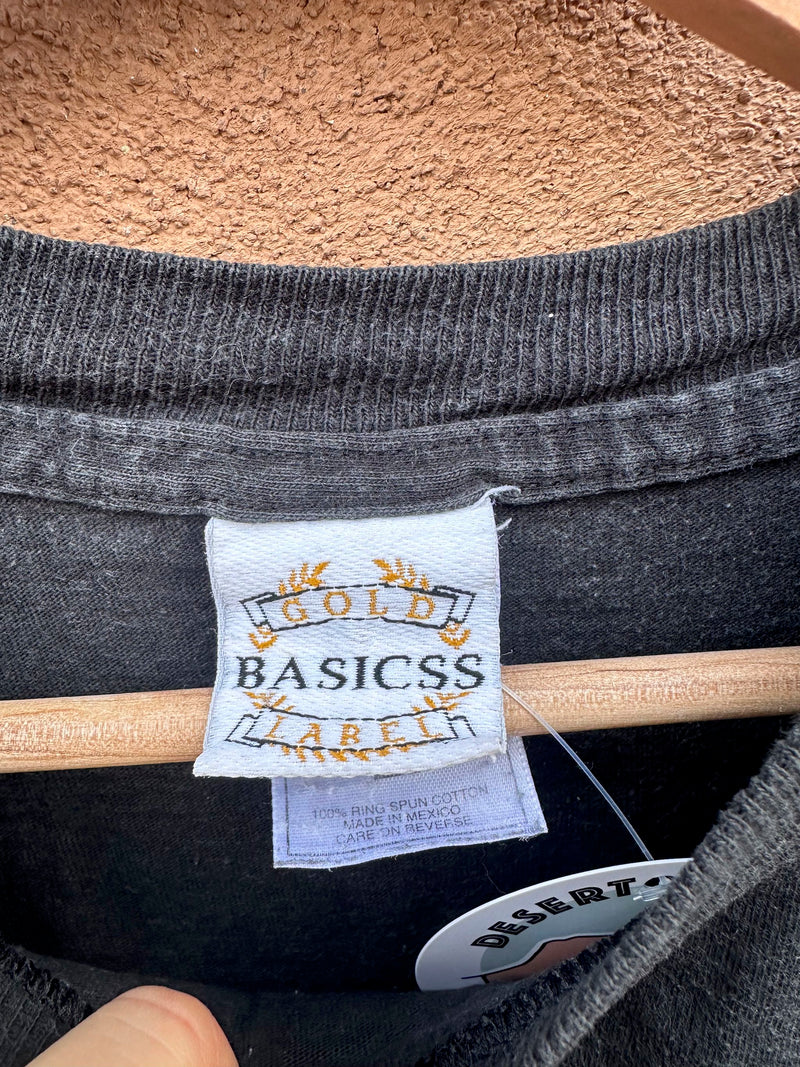 GOLD
BASICSS
LABEL
100% RING SPUN COTTON
MADE IN MEXICO
CARE ON REVERSE
DESERT